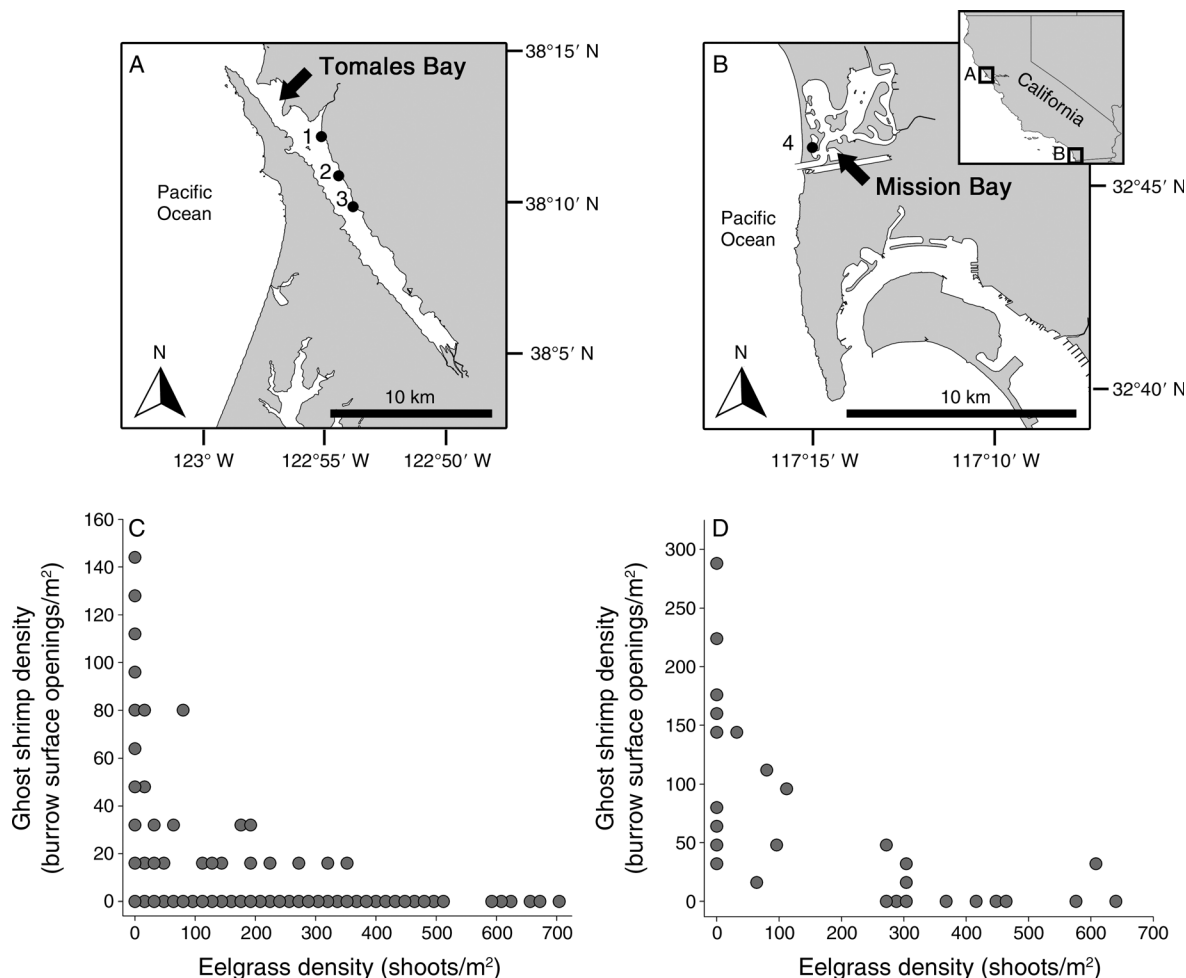 A
Tomales Bay
1
2
3
Pacific
Ocean
N
10 km
38°15′ N
38°10′ N
38°5′ N
123° W
122°55′ W
122°50′ W
B
4
Mission Bay
Pacific
Ocean
N
10 km
A
California
B
32°45′ N
32°40′ N
117°15′ W
117°10′ W
C
Ghost shrimp density
(burrow surface openings/m²)
160
140
120
100
80
60
40
20
0
0 100 200 300 400 500 600 700
Eelgrass density (shoots/m²)
D
Ghost shrimp density
(burrow surface openings/m²)
300
250
200
150
100
50
0
0 100 200 300 400 500 600 700
Eelgrass density (shoots/m²)